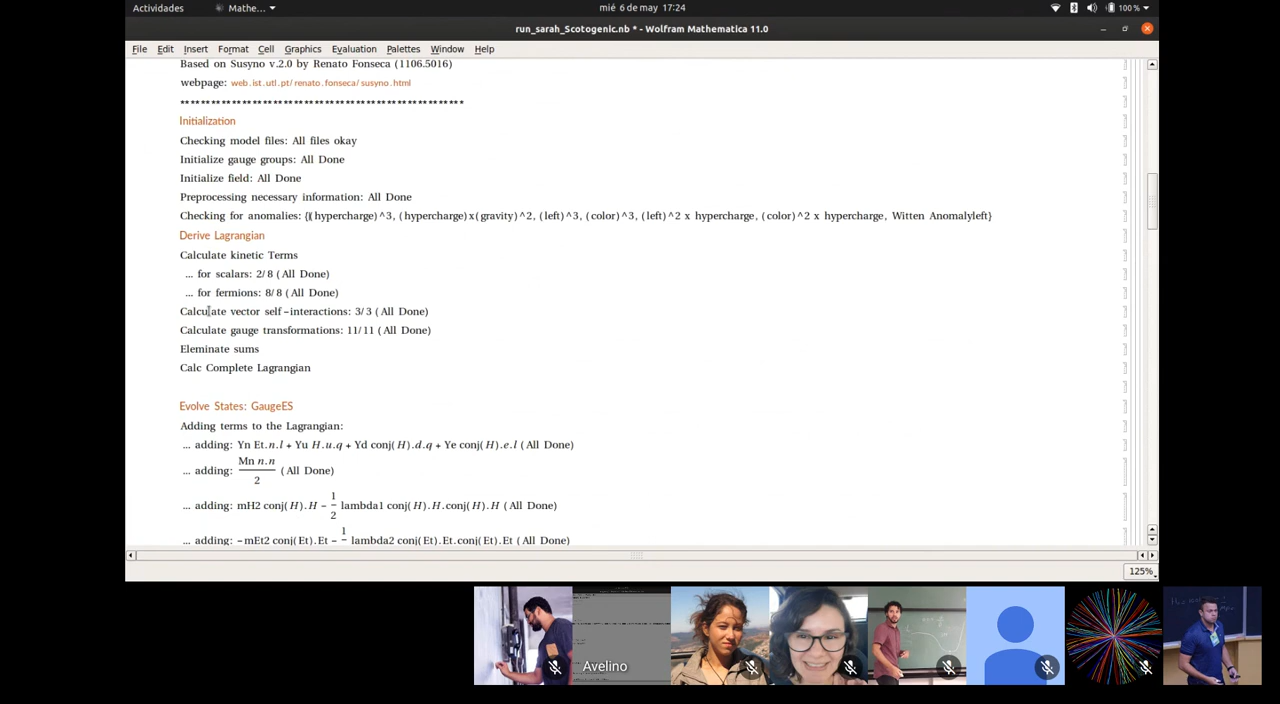 Actividades
Mathe...
mié 6 de may 17:24
100 %
run_sarah_Scotogenic.nb * - Wolfram Mathematica 11.0
File Edit Insert Format Cell Graphics Evaluation Palettes Window Help
Based on Susyno v.2.0 by Renato Fonseca (1106.5016)
webpage: web.ist.utl.pt/renato.fonseca/susyno.html
********************************************************
Initialization
Checking model files: All files okay
Initialize gauge groups: All Done
Initialize field: All Done
Preprocessing necessary information: All Done
Checking for anomalies: {(hypercharge)^3, (hypercharge)x(gravity)^2, (left)^3, (color)^3, (left)^2 x hypercharge, (color)^2 x hypercharge, Witten Anomalyleft}
Derive Lagrangian
Calculate kinetic Terms
... for scalars: 2/8 (All Done)
... for fermions: 8/8 (All Done)
Calculate vector self-interactions: 3/3 (All Done)
Calculate gauge transformations: 11/11 (All Done)
Eleminate sums
Calc Complete Lagrangian
Evolve States: GaugeES
Adding terms to the Lagrangian:
... adding: Yn Et.n.l + Yu H.u.q + Yd conj(H).d.q + Ye conj(H).e.l (All Done)
... adding: Mn n.n / 2 (All Done)
... adding: mH2 conj(H).H - 1/2 lambda1 conj(H).H.conj(H).H (All Done)
... adding: -mEt2 conj(Et).Et - 1/ lambda2 conj(Et).Et.conj(Et).Et (All Done)
125%
Avelino